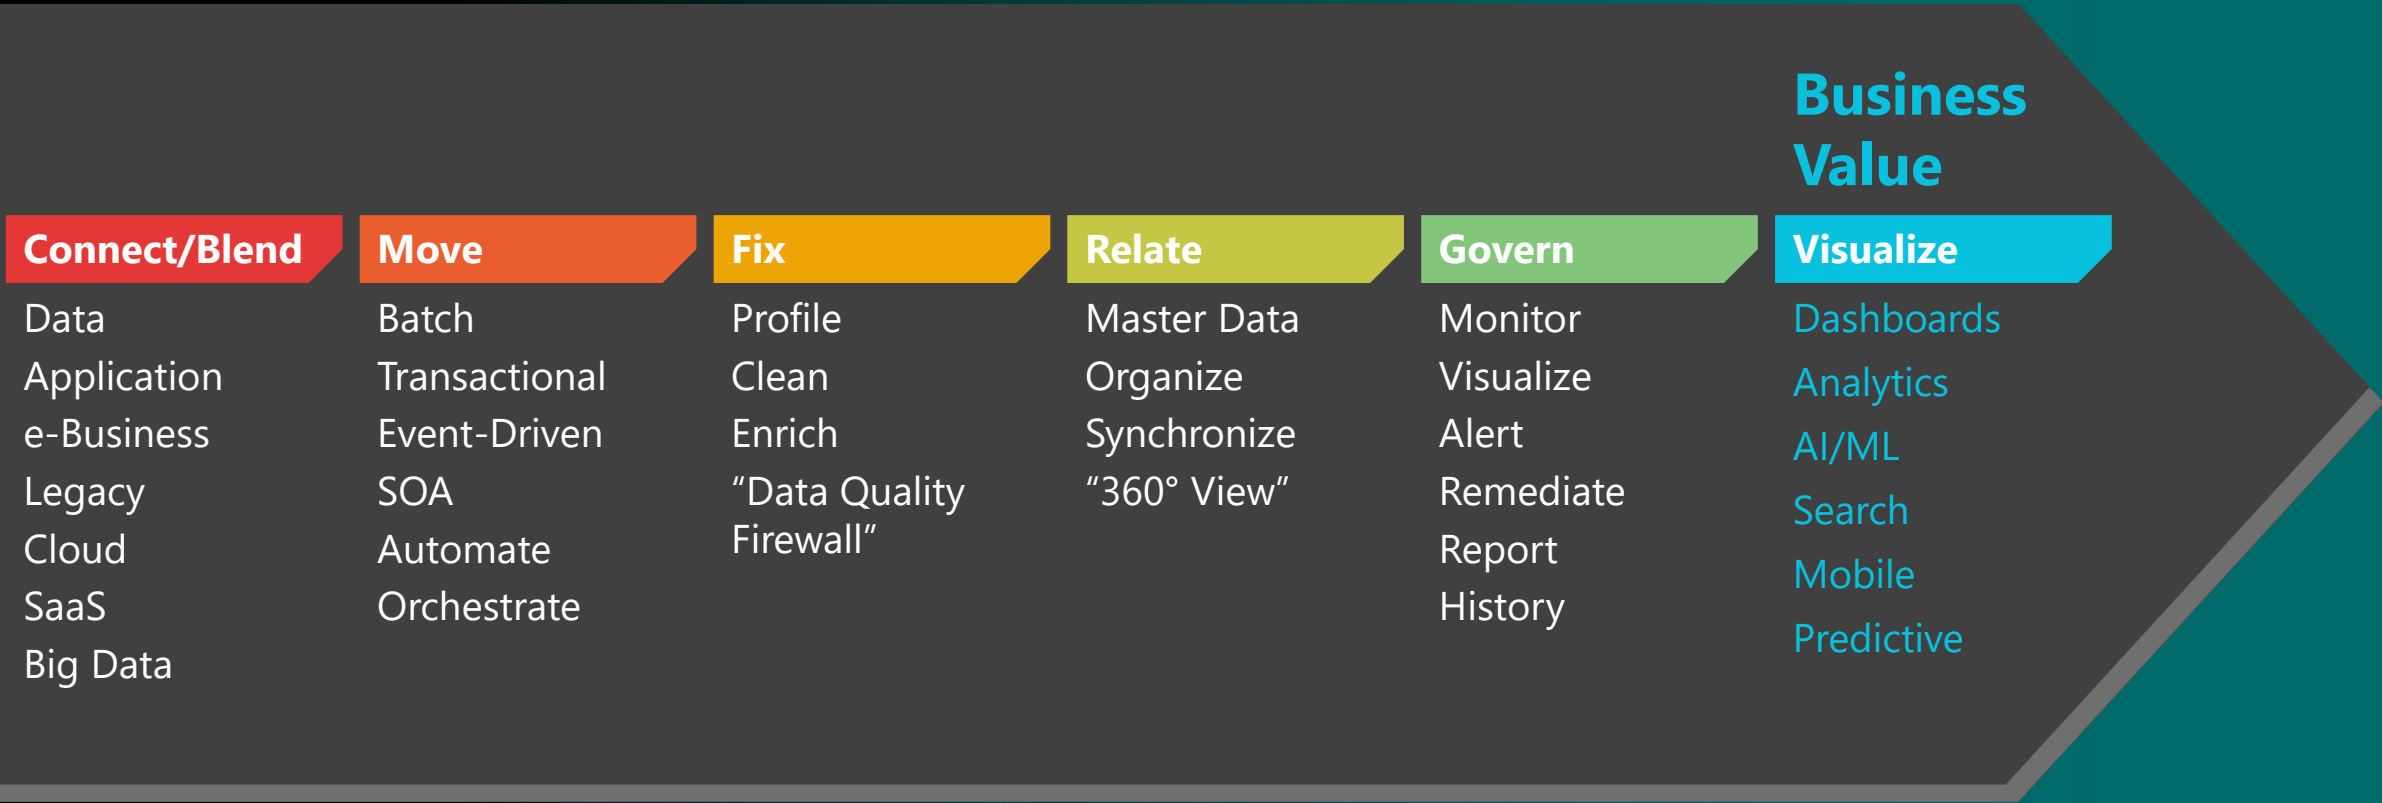 Business
Value
Connect/Blend
Data
Application
e-Business
Legacy
Cloud
SaaS
Big Data
Move
Batch
Transactional
Event-Driven
SOA
Automate
Orchestrate
Fix
Profile
Clean
Enrich
“Data Quality
Firewall”
Relate
Master Data
Organize
Synchronize
“360° View”
Govern
Monitor
Visualize
Alert
Remediate
Report
History
Visualize
Dashboards
Analytics
AI/ML
Search
Mobile
Predictive